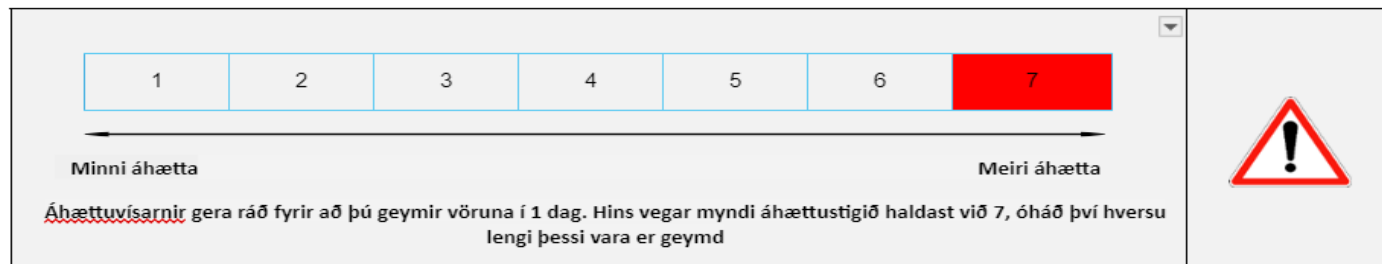 1 2 3 4 5 6 7
Minni áhætta Meiri áhætta
Áhættuvísarnir gera ráð fyrir að þú geymir vöruna í 1 dag. Hins vegar myndi áhættustigið haldast við 7, óháð því hversu
lengi þessi vara er geymd